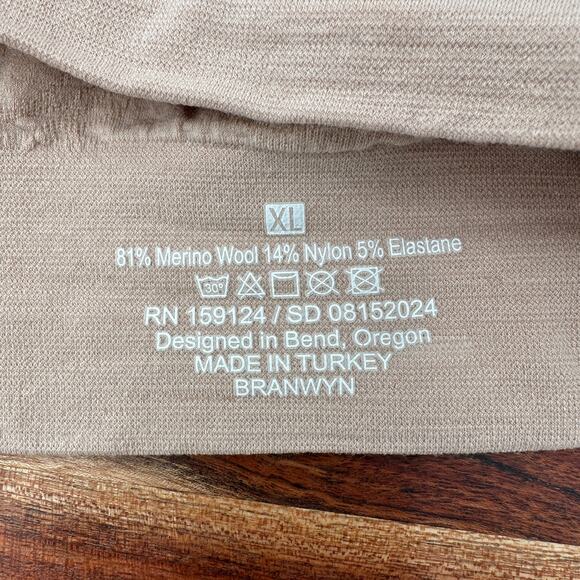 XL
81% Merino Wool 14% Nylon 5% Elastane
30°
RN 159124 / SD 08152024
Designed in Bend, Oregon
MADE IN TURKEY
BRANWYN